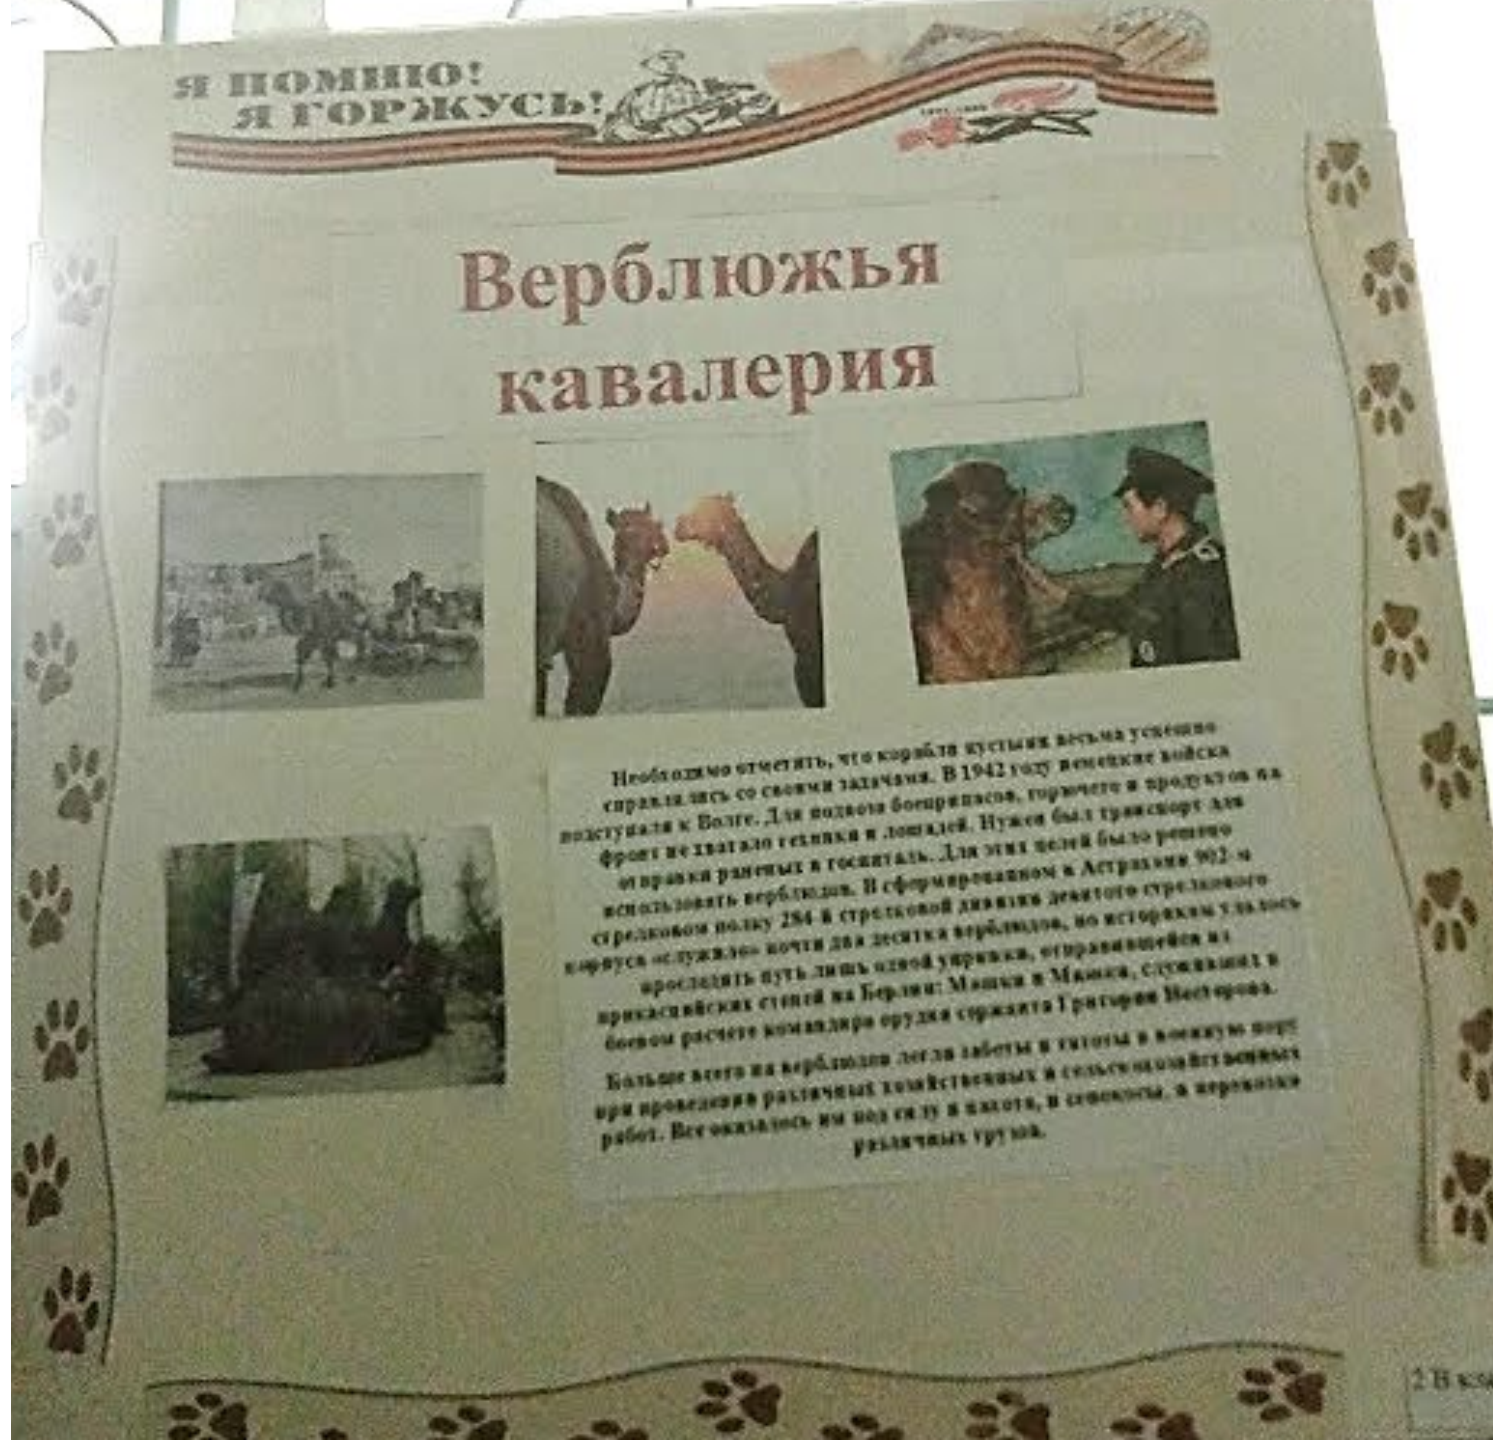 Я ПОМНЮ!
Я ГОРЖУСЬ!
Верблюжья
кавалерия
Необходимо отметить, что корабли пустыни весьма успешно
справлялись со своими задачами. В 1942 году немецкие войска
подступали к Волге. Для подвоза боеприпасов, горючего и продуктов на
фронт не хватало техники и лошадей. Нужен был транспорт для
отправки раненых в госпиталь. Для этих целей было решено
использовать верблюдов. В сформированном в Астрахани 902-м
стрелковом полку 284-й стрелковой дивизии девятого стрелкового
корпуса «служило» почти два десятка верблюдов, но историкам удалось
проследить путь лишь одной упряжки, отправившейся из
прикаспийских степей на Берлин: Машки и Мишки, служивших в
боевом расчете командира орудия сержанта Григория Нестерова.
Больше всего на верблюдов легли заботы и тяготы в военную пору
при проведении различных хозяйственных и сельскохозяйственных
работ. Все оказалось им под силу и пахота, и сенокосы, и перевозки
различных грузов.
2 В кла